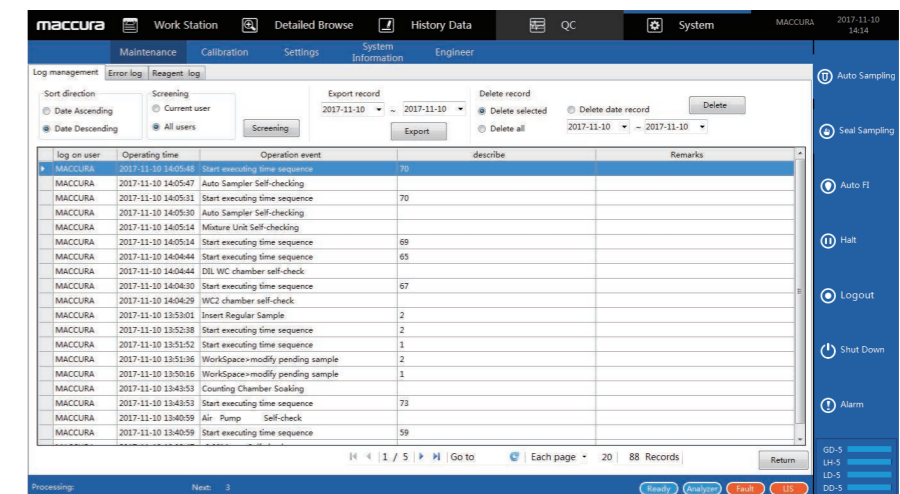 maccura Work Station Detailed Browse History Data QC System MACCURA 2017-11-10 14:14
Maintenance Calibration Settings System Information Engineer
Log management Error log Reagent log
Sort direction Screening Export record Delete record
Date Ascending Current user 2017-11-10 ~ 2017-11-10 Delete selected Delete date record Delete
Date Descending All users Screening Export Delete all 2017-11-10 ~ 2017-11-10
log on user Operating time Operation event describe Remarks
MACCURA 2017-11-10 14:05:48 Start executing time sequence 70
MACCURA 2017-11-10 14:05:47 Auto Sampler Self-checking
MACCURA 2017-11-10 14:05:31 Start executing time sequence 70
MACCURA 2017-11-10 14:05:30 Auto Sampler Self-checking
MACCURA 2017-11-10 14:05:14 Mixture Unit Self-checking
MACCURA 2017-11-10 14:05:14 Start executing time sequence 69
MACCURA 2017-11-10 14:04:44 Start executing time sequence 65
MACCURA 2017-11-10 14:04:44 DIL WC chamber self-check
MACCURA 2017-11-10 14:04:30 Start executing time sequence 67
MACCURA 2017-11-10 14:04:29 WC2 chamber self-check
MACCURA 2017-11-10 13:53:01 Insert Regular Sample 2
MACCURA 2017-11-10 13:52:38 Start executing time sequence 2
MACCURA 2017-11-10 13:51:52 Start executing time sequence 1
MACCURA 2017-11-10 13:51:36 WorkSpace>modify pending sample 2
MACCURA 2017-11-10 13:50:16 WorkSpace>modify pending sample 1
MACCURA 2017-11-10 13:43:53 Counting Chamber Soaking
MACCURA 2017-11-10 13:43:53 Start executing time sequence 73
MACCURA 2017-11-10 13:40:59 Air Pump Self-check
MACCURA 2017-11-10 13:40:59 Start executing time sequence 59
1 / 5 Go to Each page 20 88 Records Return
Processing: Next: 3 Ready Analyzer Fault LIS
Auto Sampling
Seal Sampling
Auto FI
Halt
Logout
Shut Down
Alarm
GD-5
LH-5
LD-5
DD-5